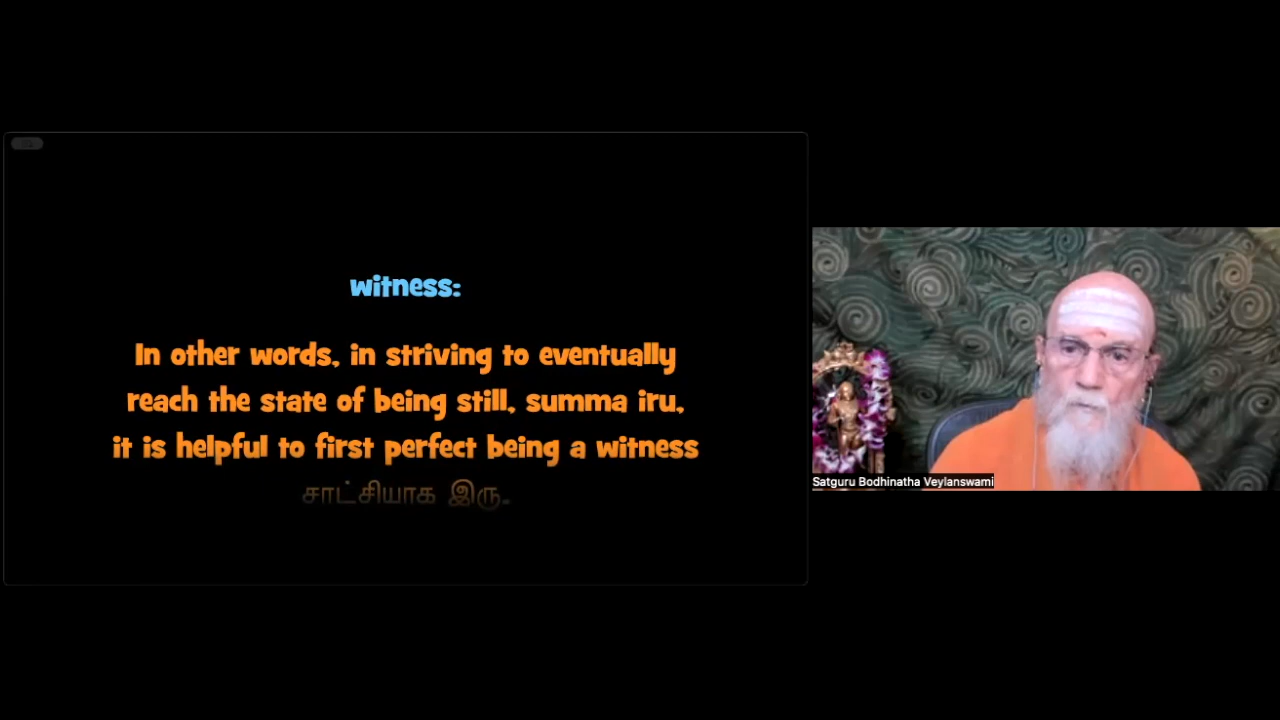 witness:
In other words, in striving to eventually
reach the state of being still, summa iru,
it is helpful to first perfect being a witness
சாட்சியாக இரு.
Satguru Bodhinatha Veylanswami